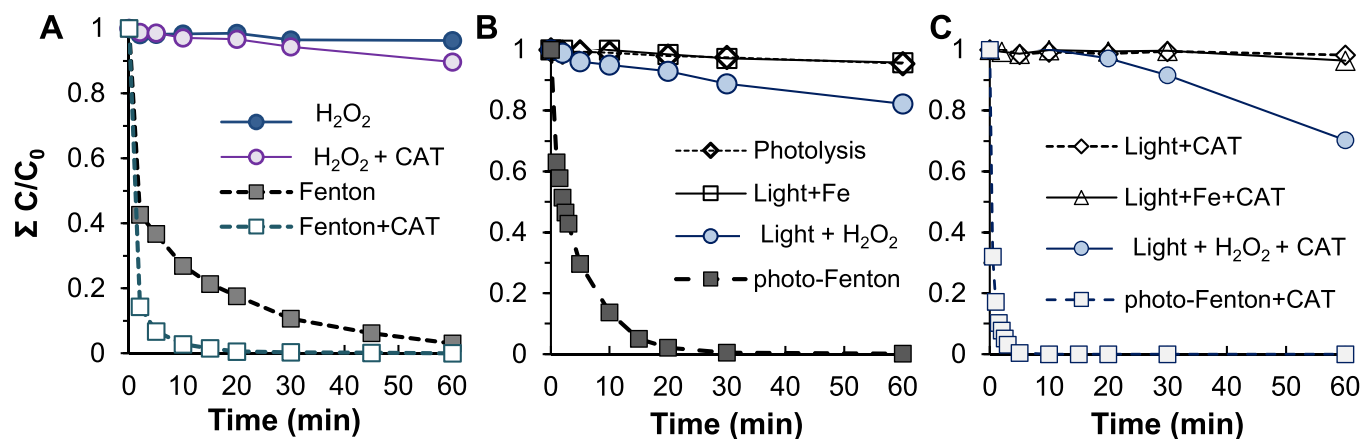 A
Σ C/C₀
1
0.8
0.6
0.4
0.2
0
H₂O₂
H₂O₂ + CAT
Fenton
Fenton+CAT
0 10 20 30 40 50 60
Time (min)
B
1
0.8
0.6
0.4
0.2
0
Photolysis
Light+Fe
Light + H₂O₂
photo-Fenton
0 10 20 30 40 50 60
Time (min)
C
1
0.8
0.6
0.4
0.2
0
Light+CAT
Light+Fe+CAT
Light + H₂O₂ + CAT
photo-Fenton+CAT
0 10 20 30 40 50 60
Time (min)